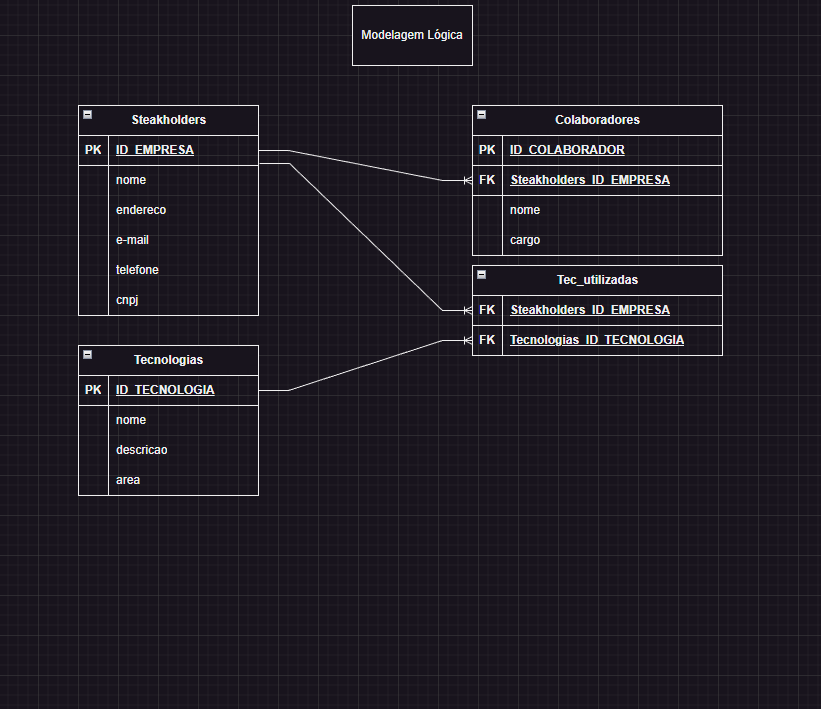 Modelagem Lógica
Steakholders
PK ID_EMPRESA
nome
endereco
e-mail
telefone
cnpj
Colaboradores
PK ID_COLABORADOR
FK Steakholders_ID_EMPRESA
nome
cargo
Tec_utilizadas
FK Steakholders_ID_EMPRESA
FK Tecnologias_ID_TECNOLOGIA
Tecnologias
PK ID_TECNOLOGIA
nome
descricao
area